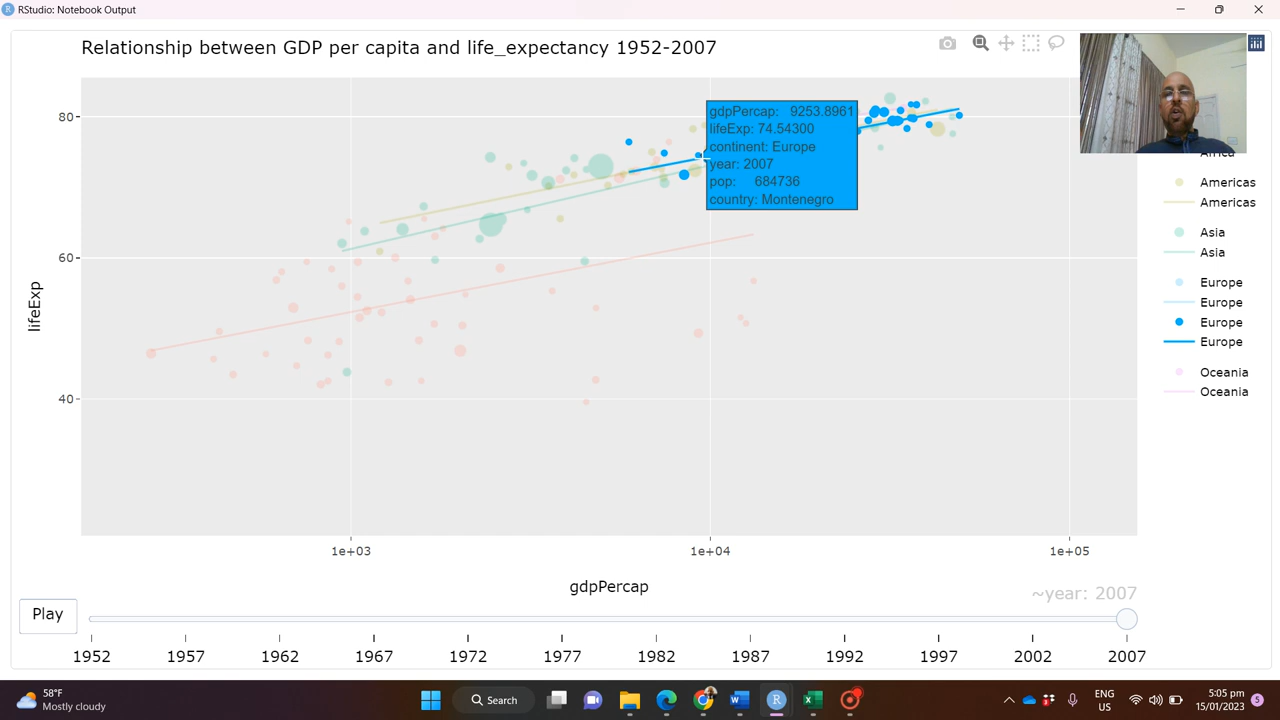 RStudio: Notebook Output
Relationship between GDP per capita and life_expectancy 1952-2007
gdpPercap: 9253.8961
lifeExp: 74.54300
continent: Europe
year: 2007
pop: 684736
country: Montenegro
80
60
40
lifeExp
1e+03
1e+04
1e+05
gdpPercap
Africa
Americas
Americas
Asia
Asia
Europe
Europe
Europe
Europe
Oceania
Oceania
~year: 2007
Play
1952
1957
1962
1967
1972
1977
1982
1987
1992
1997
2002
2007
58°F
Mostly cloudy
Search
ENG
US
5:05 pm
15/01/2023
5